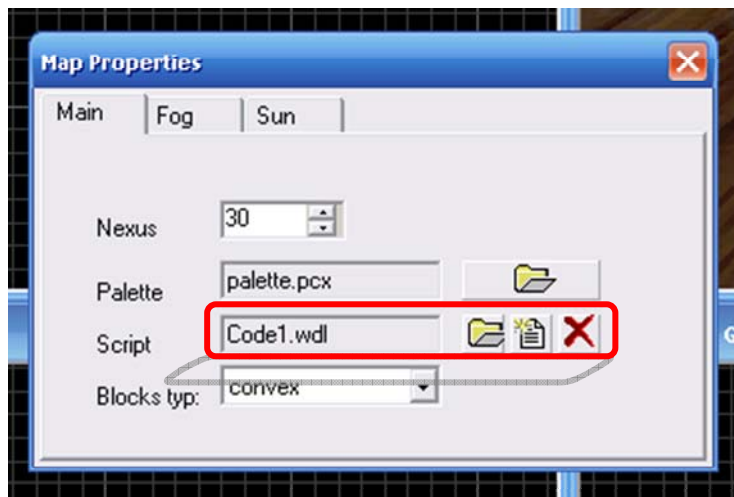 Map Properties
Main Fog Sun
Nexus 30
Palette palette.pcx
Script Code1.wdl
Blocks typ: convex